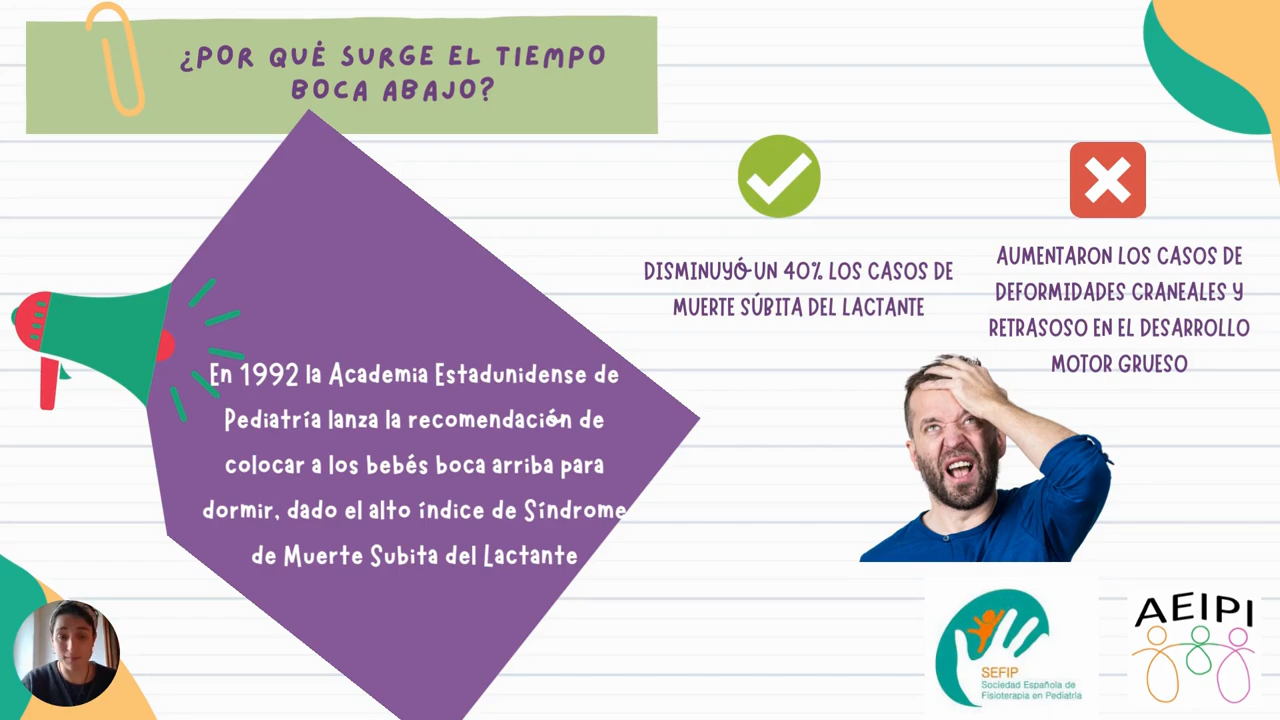 ¿POR QUÉ SURGE EL TIEMPO
BOCA ABAJO?
En 1992 la Academia Estadunidense de
Pediatría lanza la recomendación de
colocar a los bebés boca arriba para
dormir, dado el alto índice de Síndrome
de Muerte Subita del Lactante
DISMINUYÓ UN 40% LOS CASOS DE
MUERTE SÚBITA DEL LACTANTE
AUMENTARON LOS CASOS DE
DEFORMIDADES CRANEALES Y
RETRASOSO EN EL DESARROLLO
MOTOR GRUESO
SEFIP
Sociedad Española de
Fisioterapia en Pediatría
AEIPI